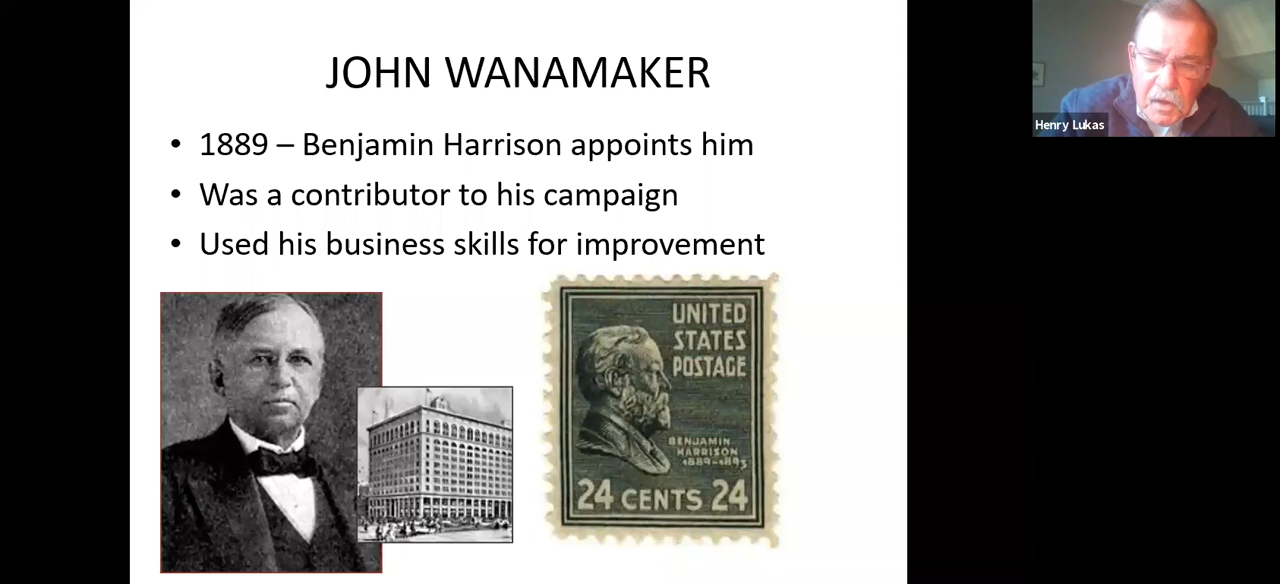 JOHN WANAMAKER
• 1889 – Benjamin Harrison appoints him
• Was a contributor to his campaign
• Used his business skills for improvement
UNITED
STATES
POSTAGE
BENJAMIN
HARRISON
1889-1893
24 CENTS 24
Henry Lukas